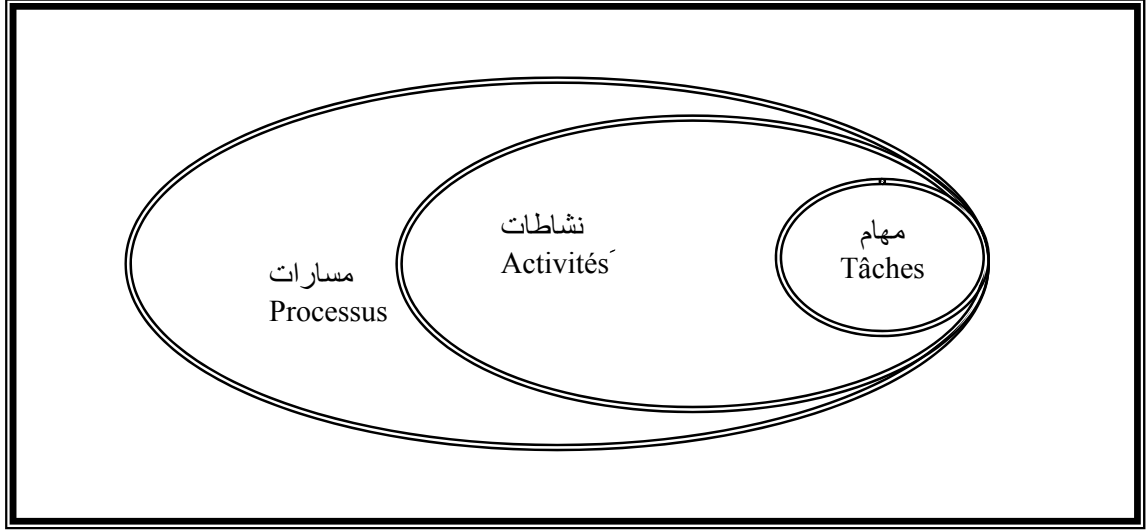 مهام
Tâches
نشاطات
Activités َ
مسارات
Processus